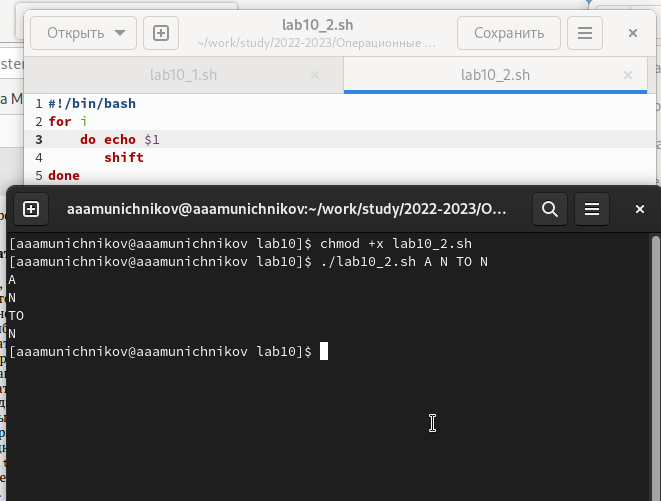 Открыть
lab10_2.sh
~/work/study/2022-2023/Операционные ...
Сохранить
lab10_1.sh
lab10_2.sh
1 #!/bin/bash
2 for i
3     do echo $1
4        shift
5 done
aaamunichnikov@aaamunichnikov:~/work/study/2022-2023/О...
[aaamunichnikov@aaamunichnikov lab10]$ chmod +x lab10_2.sh
[aaamunichnikov@aaamunichnikov lab10]$ ./lab10_2.sh A N TO N
A
N
TO
N
[aaamunichnikov@aaamunichnikov lab10]$